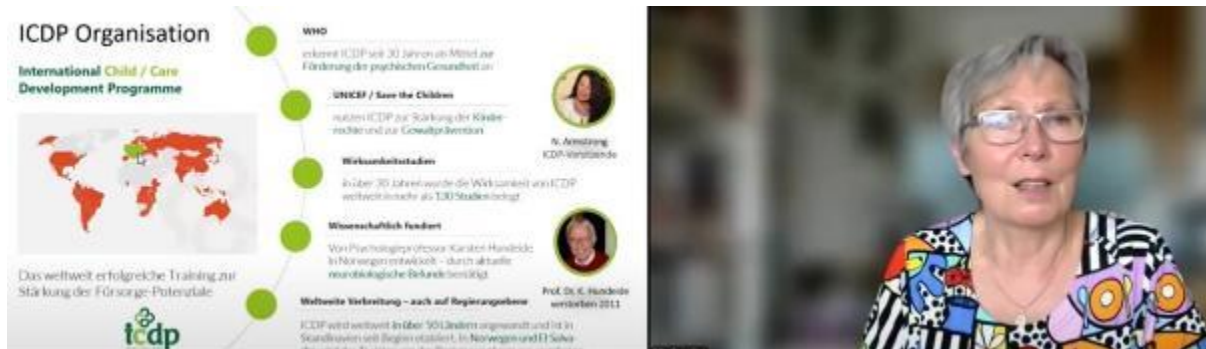 ICDP Organisation
International Child / Care
Development Programme
Das weltweit erfolgreiche Training zur
Stärkung der Fürsorge-Potenziale
icdp
WHO
erkennt ICDP seit 30 Jahren als Mittel zur
Förderung der psychischen Gesundheit an
UNICEF / Save the Children
nutzen ICDP zur Stärkung der Kinder-
rechte und zur Gewaltprävention
N. Armstrong
ICDP-Vorsitzende
Wirksamkeitsstudien
In über 30 Jahren wurde die Wirksamkeit von ICDP
weltweit in mehr als 130 Studien belegt
Wissenschaftlich fundiert
Von Psychologieprofessor Karsten Hundeide
in Norwegen entwickelt – durch aktuelle
neurobiologische Befunde bestätigt
Prof. Dr. K. Hundeide
verstorben 2011
Weltweite Verbreitung – auch auf Regierungsebene
ICDP wird weltweit in über 50 Ländern angewandt und ist in
Skandinavien seit Beginn etabliert. In Norwegen und El Salva-